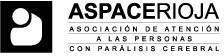 ASPACERIOJA
ASOCIACIÓN DE ATENCIÓN
A LAS PERSONAS
CON PARÁLISIS CEREBRAL